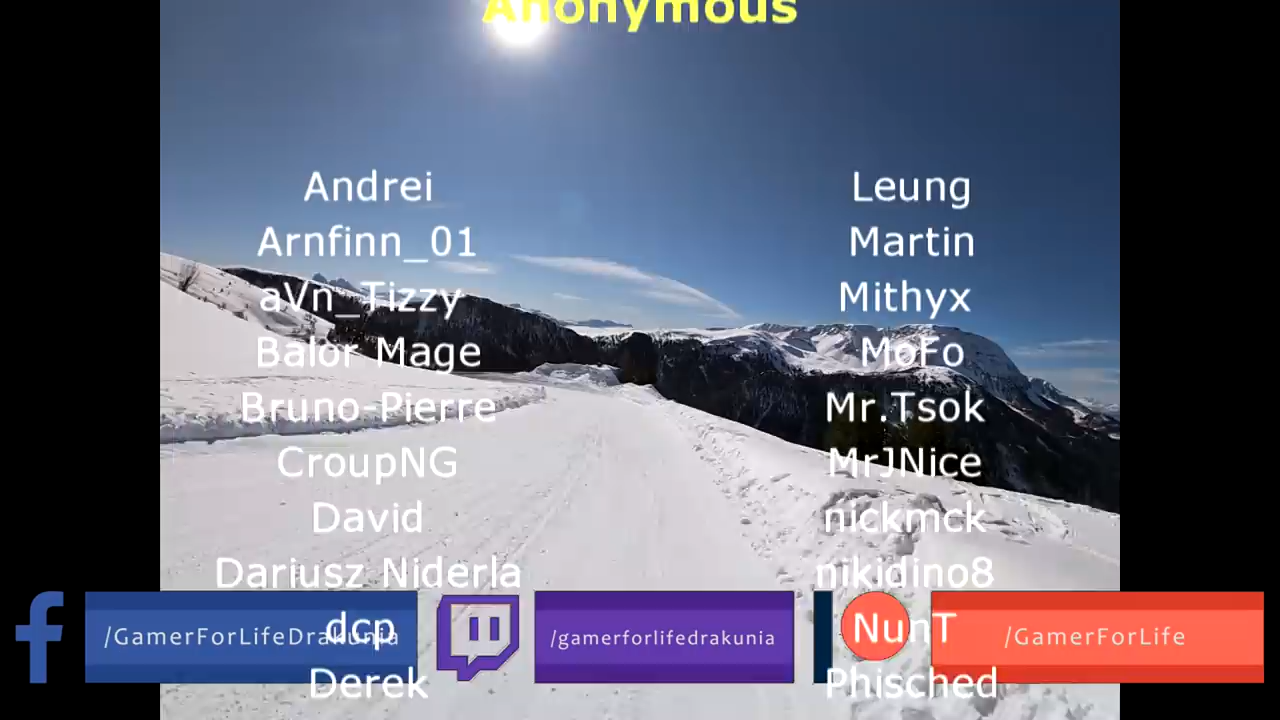 Anonymous
Andrei
Arnfinn_01
aVn_Tizzy
Balor Mage
Bruno-Pierre
CroupNG
David
Dariusz Niderla
dcp
Derek
Leung
Martin
Mithyx
MoFo
Mr.Tsok
MrJNice
nickmck
nikidino8
NunT
Phisched
/GamerForLifeDrakunia
/gamerforlifedrakunia
/GamerForLife